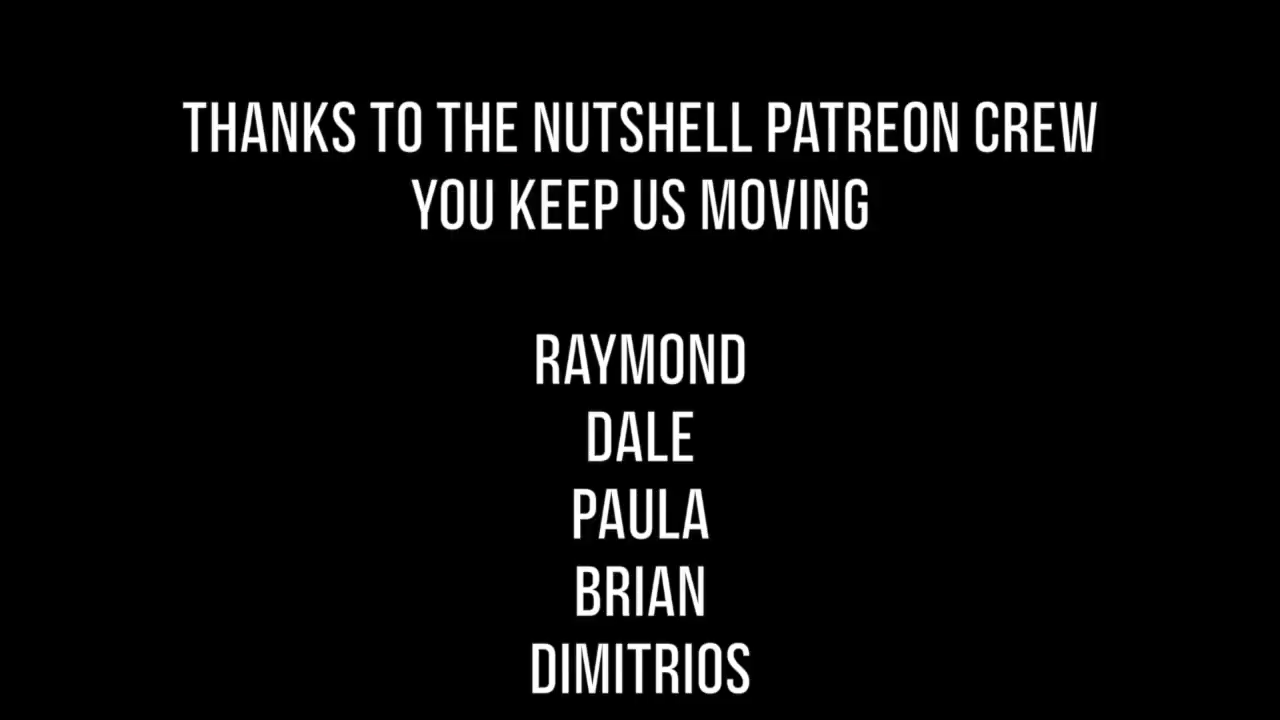 THANKS TO THE NUTSHELL PATREON CREW
YOU KEEP US MOVING
RAYMOND
DALE
PAULA
BRIAN
DIMITRIOS